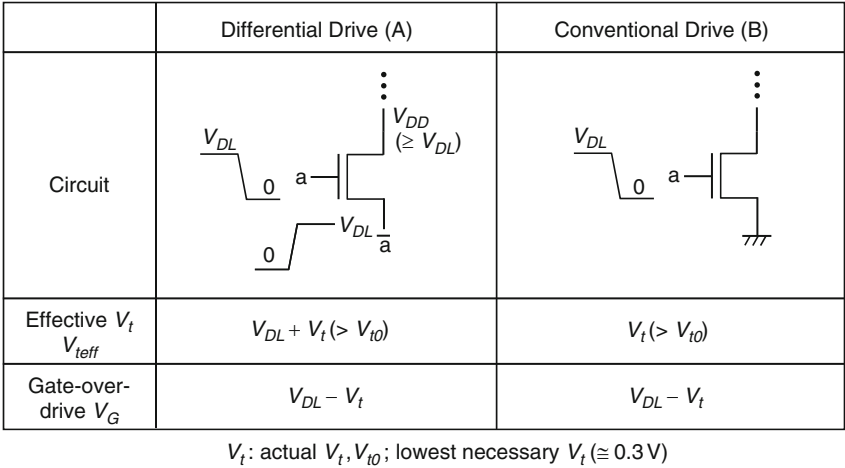 Differential Drive (A)
Conventional Drive (B)
Circuit
V_DL
0
a
V_DD
(≥ V_DL)
0
V_DL
a̅
V_DL
0
a
Effective V_t
V_teff
V_DL + V_t (> V_t0)
V_t (> V_t0)
Gate-over-
drive V_G
V_DL − V_t
V_DL − V_t
V_t : actual V_t , V_t0 ; lowest necessary V_t (≅ 0.3 V)